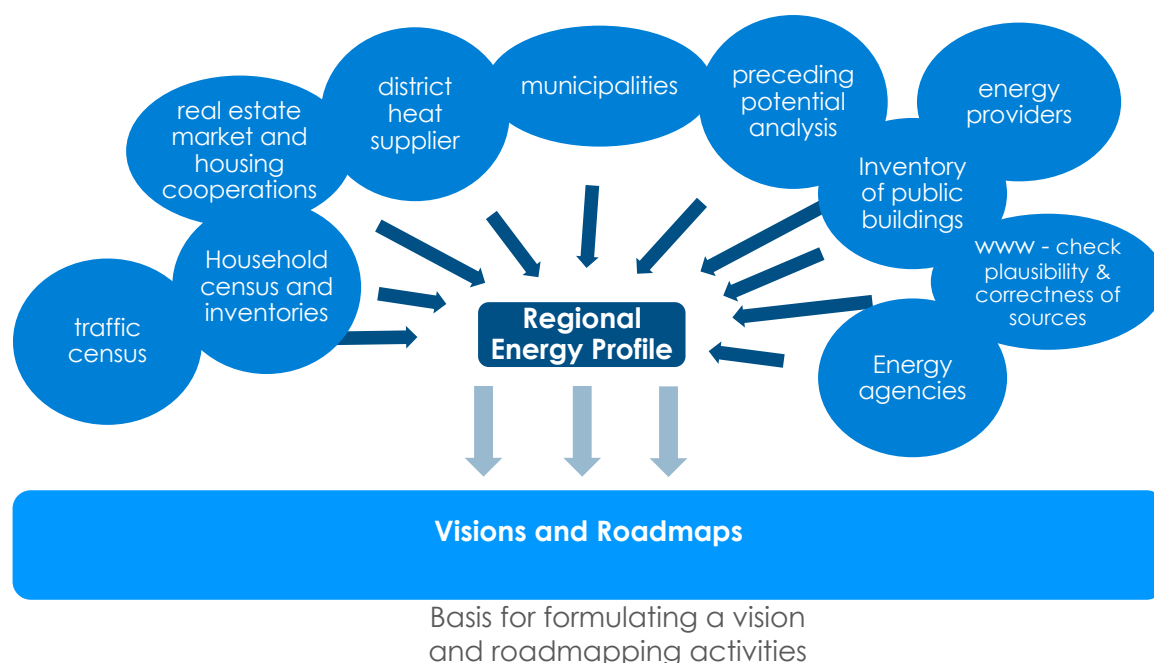 real estate
market and
housing
cooperations
district
heat
supplier
municipalities
preceding
potential
analysis
energy
providers
Inventory
of public
buildings
www - check
plausibility &
correctness of
sources
Household
census and
inventories
traffic
census
Energy
agencies
Regional
Energy Profile
Visions and Roadmaps
Basis for formulating a vision
and roadmapping activities